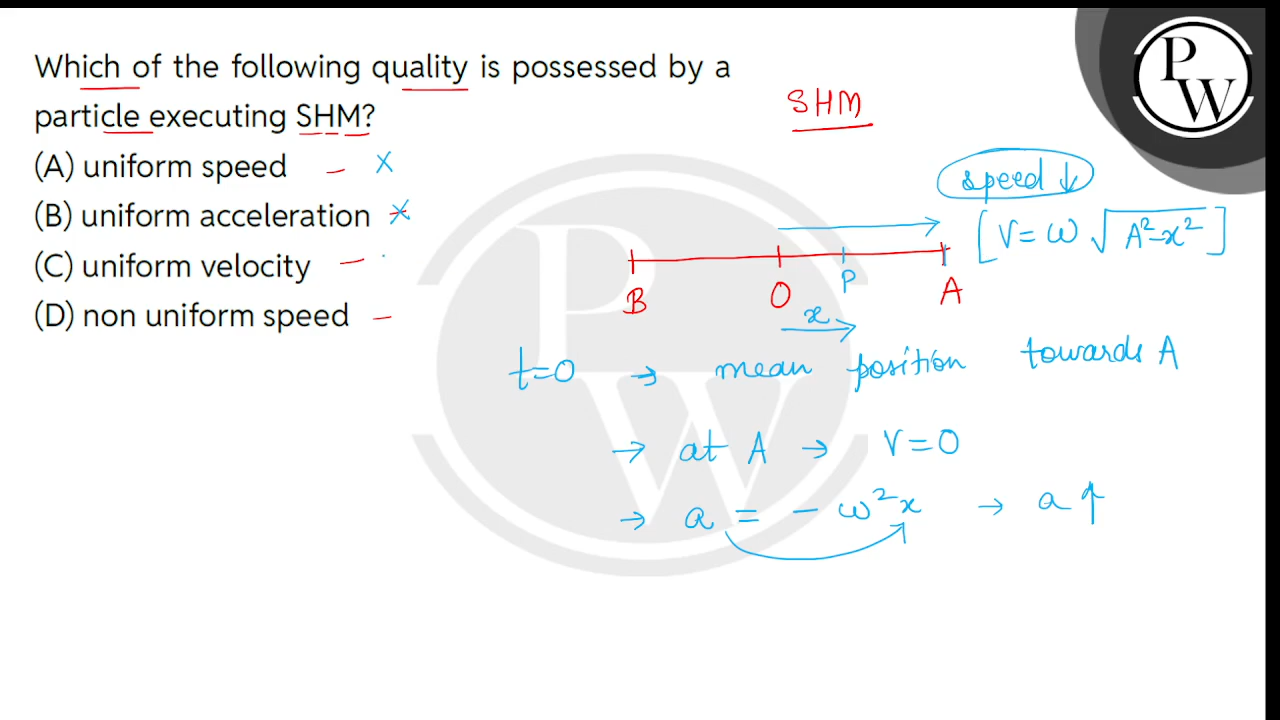 Which of the following quality is possessed by a
particle executing SHM?
(A) uniform speed – ×
(B) uniform acceleration ×
(C) uniform velocity –
(D) non uniform speed –
P
W
SHM
speed ↓
[V = ω √A²-x²]
B O P A
x
t=0 → mean position towards A
→ at A → V=0
→ a = - ω²x → a ↑
PW